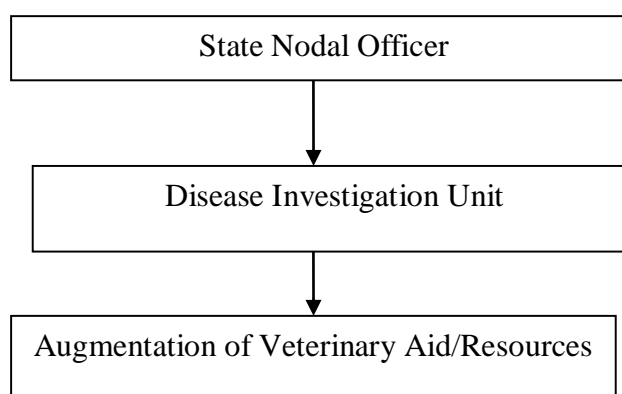 State Nodal Officer
Disease Investigation Unit
Augmentation of Veterinary Aid/Resources